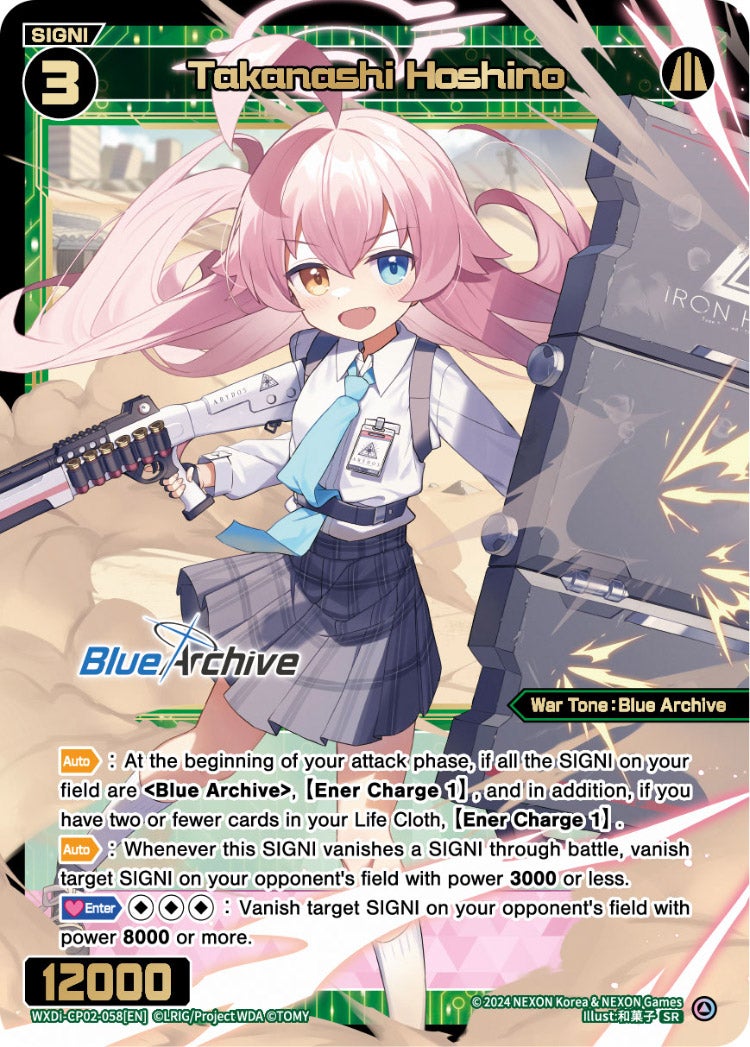 SIGNI
3
Takanashi Hoshino
IRON H
ABYDOS
ABYDOS
Blue Archive
War Tone:Blue Archive
Auto : At the beginning of your attack phase, if all the SIGNI on your
field are <Blue Archive>, 【Ener Charge 1】, and in addition, if you
have two or fewer cards in your Life Cloth, 【Ener Charge 1】.
Auto : Whenever this SIGNI vanishes a SIGNI through battle, vanish
target SIGNI on your opponent's field with power 3000 or less.
Enter : Vanish target SIGNI on your opponent's field with
power 8000 or more.
12000
WXDi-CP02-058[EN] ©LRIG/Project WDA ©TOMY
© 2024 NEXON Korea & NEXON Games
Illust:和菓子 SR